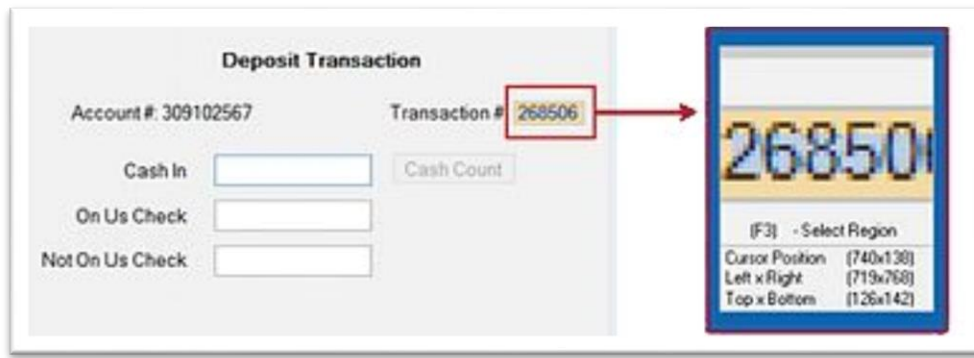 Deposit Transaction
Account#: 309102567 Transaction # 268506
Cash In Cash Count
On Us Check
Not On Us Check
26850
(F3) - Select Region
Cursor Position (740x138)
Left x Right (719x768)
Top x Bottom (126x142)